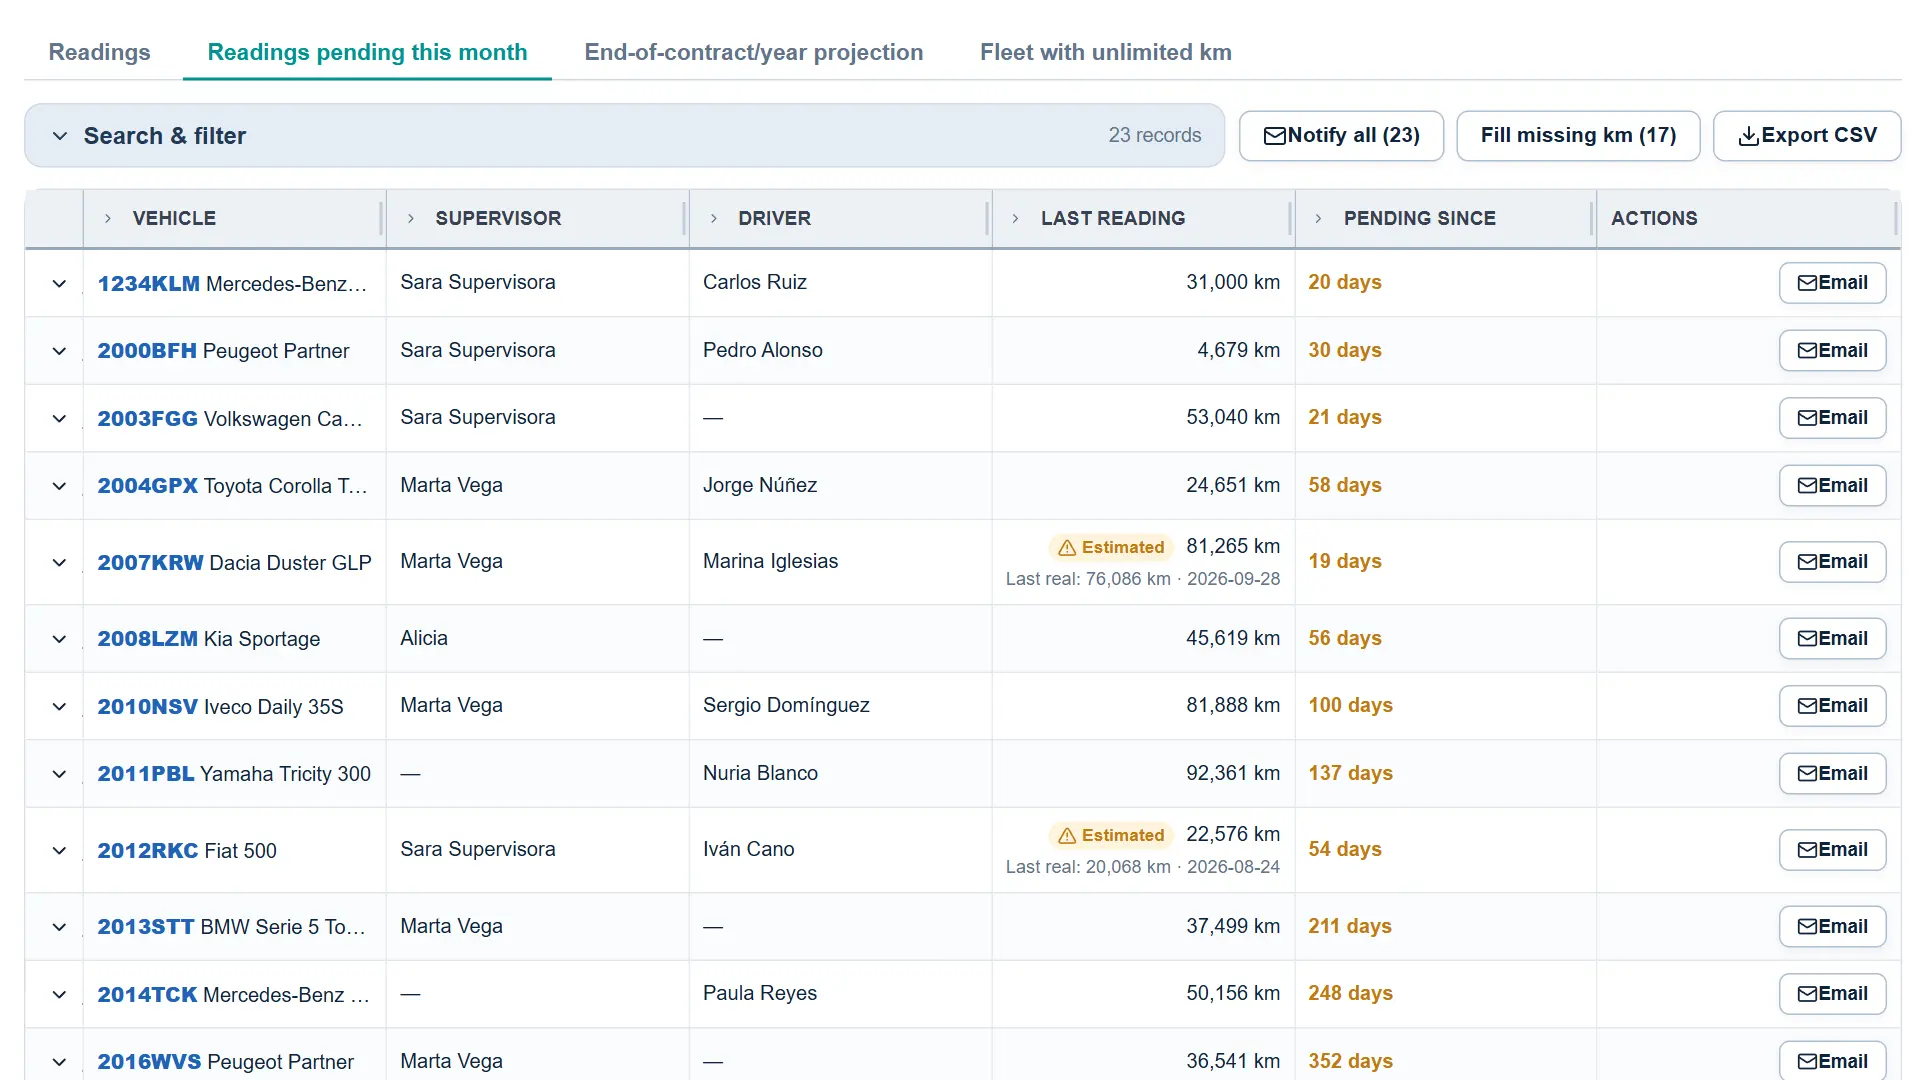 Readings Readings pending this month End-of-contract/year projection Fleet with unlimited km
Search & filter 23 records Notify all (23) Fill missing km (17) Export CSV
VEHICLE SUPERVISOR DRIVER LAST READING PENDING SINCE ACTIONS
1234KLM Mercedes-Benz… Sara Supervisora Carlos Ruiz 31,000 km 20 days Email
2000BFH Peugeot Partner Sara Supervisora Pedro Alonso 4,679 km 30 days Email
2003FGG Volkswagen Ca… Sara Supervisora — 53,040 km 21 days Email
2004GPX Toyota Corolla T… Marta Vega Jorge Núñez 24,651 km 58 days Email
2007KRW Dacia Duster GLP Marta Vega Marina Iglesias Estimated 81,265 km 19 days Email
Last real: 76,086 km · 2026-09-28
2008LZM Kia Sportage Alicia — 45,619 km 56 days Email
2010NSV Iveco Daily 35S Marta Vega Sergio Domínguez 81,888 km 100 days Email
2011PBL Yamaha Tricity 300 — Nuria Blanco 92,361 km 137 days Email
2012RKC Fiat 500 Sara Supervisora Iván Cano Estimated 22,576 km 54 days Email
Last real: 20,068 km · 2026-08-24
2013STT BMW Serie 5 To… Marta Vega — 37,499 km 211 days Email
2014TCK Mercedes-Benz … — Paula Reyes 50,156 km 248 days Email
2016WVS Peugeot Partner Marta Vega — 36,541 km 352 days Email